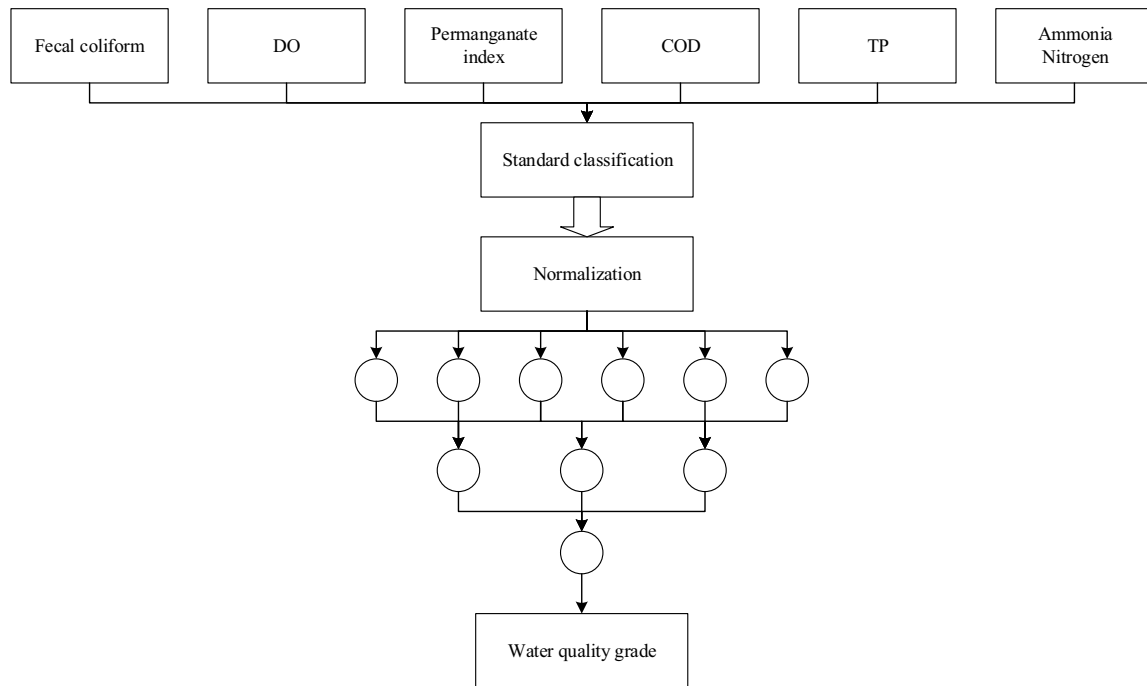 Fecal coliform
DO
Permanganate
index
COD
TP
Ammonia
Nitrogen
Standard classification
Normalization
Water quality grade